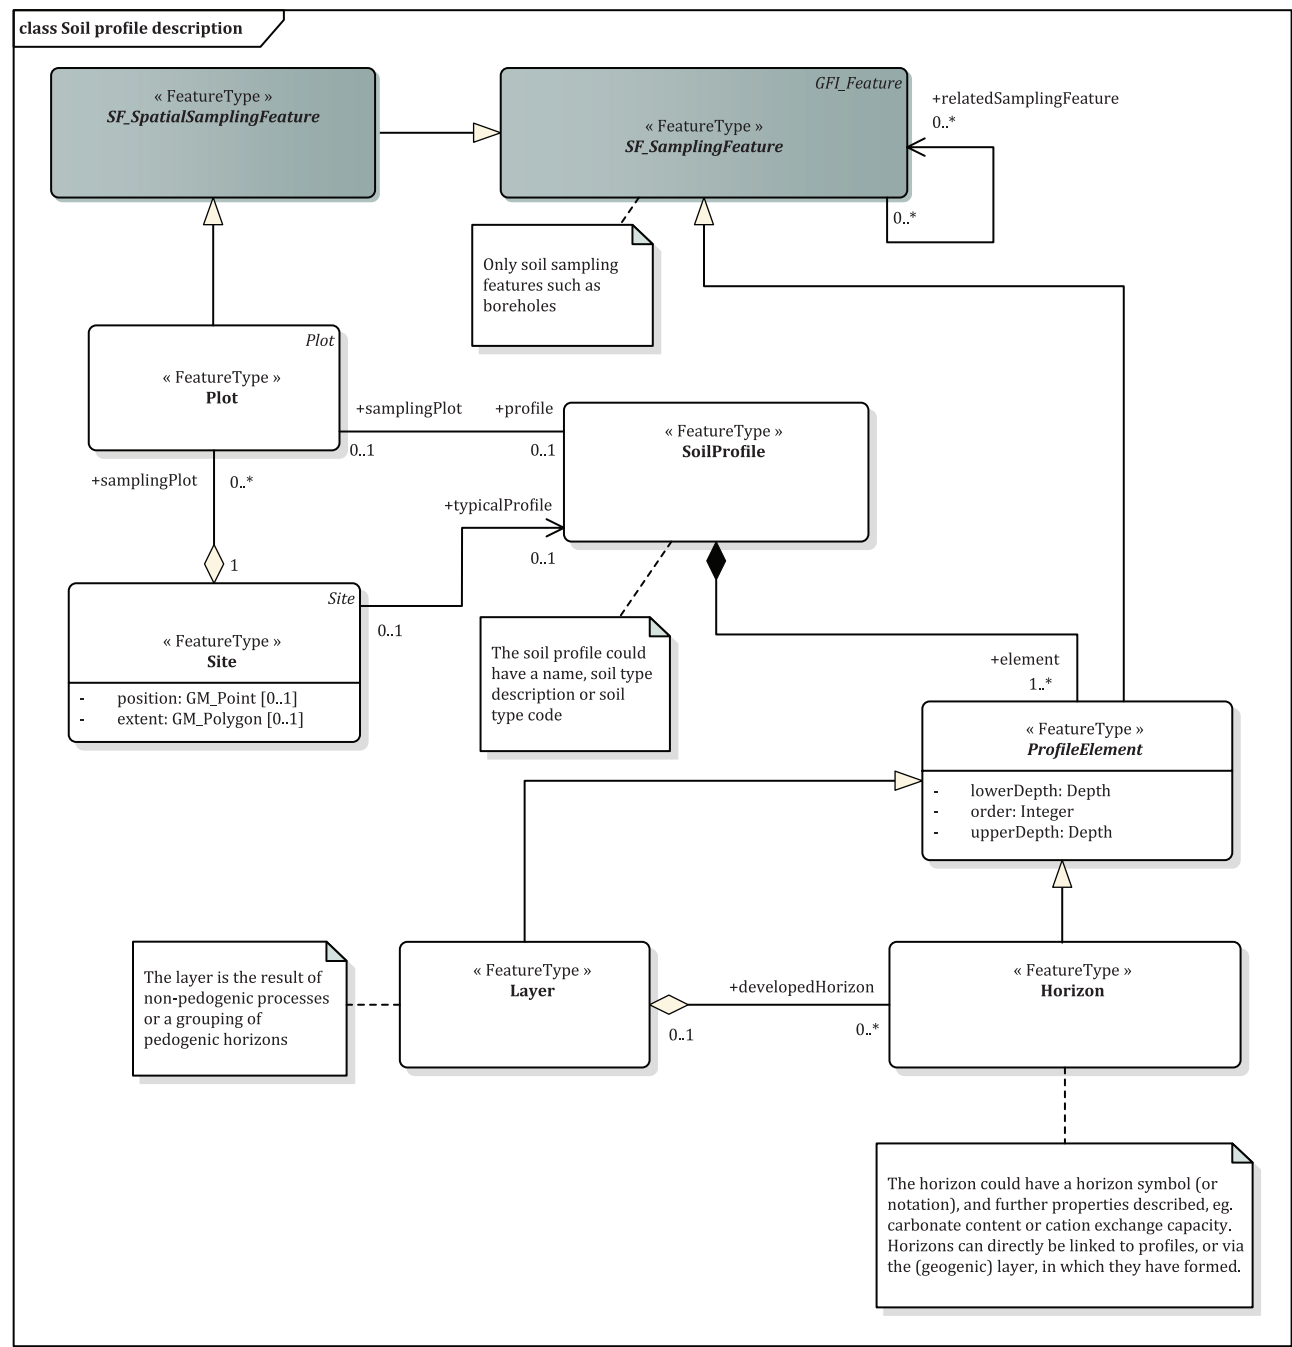 class Soil profile description
« FeatureType »
SF_SpatialSamplingFeature
GFI_Feature
« FeatureType »
SF_SamplingFeature
+relatedSamplingFeature
0..*
0..*
Only soil sampling
features such as
boreholes
Plot
« FeatureType »
Plot
+samplingPlot
+profile
0..1
0..1
« FeatureType »
SoilProfile
+samplingPlot
0..*
+typicalProfile
0..1
1
Site
« FeatureType »
Site
- position: GM_Point [0..1]
- extent: GM_Polygon [0..1]
0..1
The soil profile could
have a name, soil type
description or soil
type code
+element
1..*
« FeatureType »
ProfileElement
- lowerDepth: Depth
- order: Integer
- upperDepth: Depth
The layer is the result of
non-pedogenic processes
or a grouping of
pedogenic horizons
« FeatureType »
Layer
+developedHorizon
0..1
0..*
« FeatureType »
Horizon
The horizon could have a horizon symbol (or
notation), and further properties described, eg.
carbonate content or cation exchange capacity.
Horizons can directly be linked to profiles, or via
the (geogenic) layer, in which they have formed.